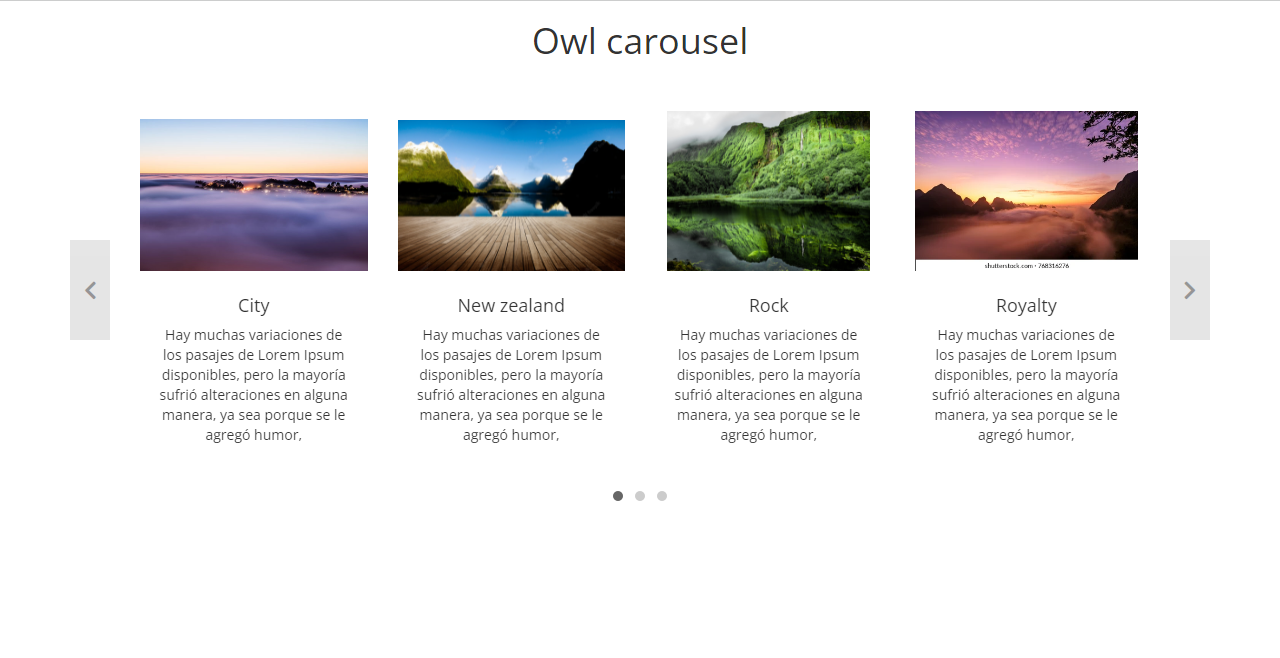 Owl carousel
shutterstock.com • 768316276
City
Hay muchas variaciones de
los pasajes de Lorem Ipsum
disponibles, pero la mayoría
sufrió alteraciones en alguna
manera, ya sea porque se le
agregó humor,
New zealand
Hay muchas variaciones de
los pasajes de Lorem Ipsum
disponibles, pero la mayoría
sufrió alteraciones en alguna
manera, ya sea porque se le
agregó humor,
Rock
Hay muchas variaciones de
los pasajes de Lorem Ipsum
disponibles, pero la mayoría
sufrió alteraciones en alguna
manera, ya sea porque se le
agregó humor,
Royalty
Hay muchas variaciones de
los pasajes de Lorem Ipsum
disponibles, pero la mayoría
sufrió alteraciones en alguna
manera, ya sea porque se le
agregó humor,